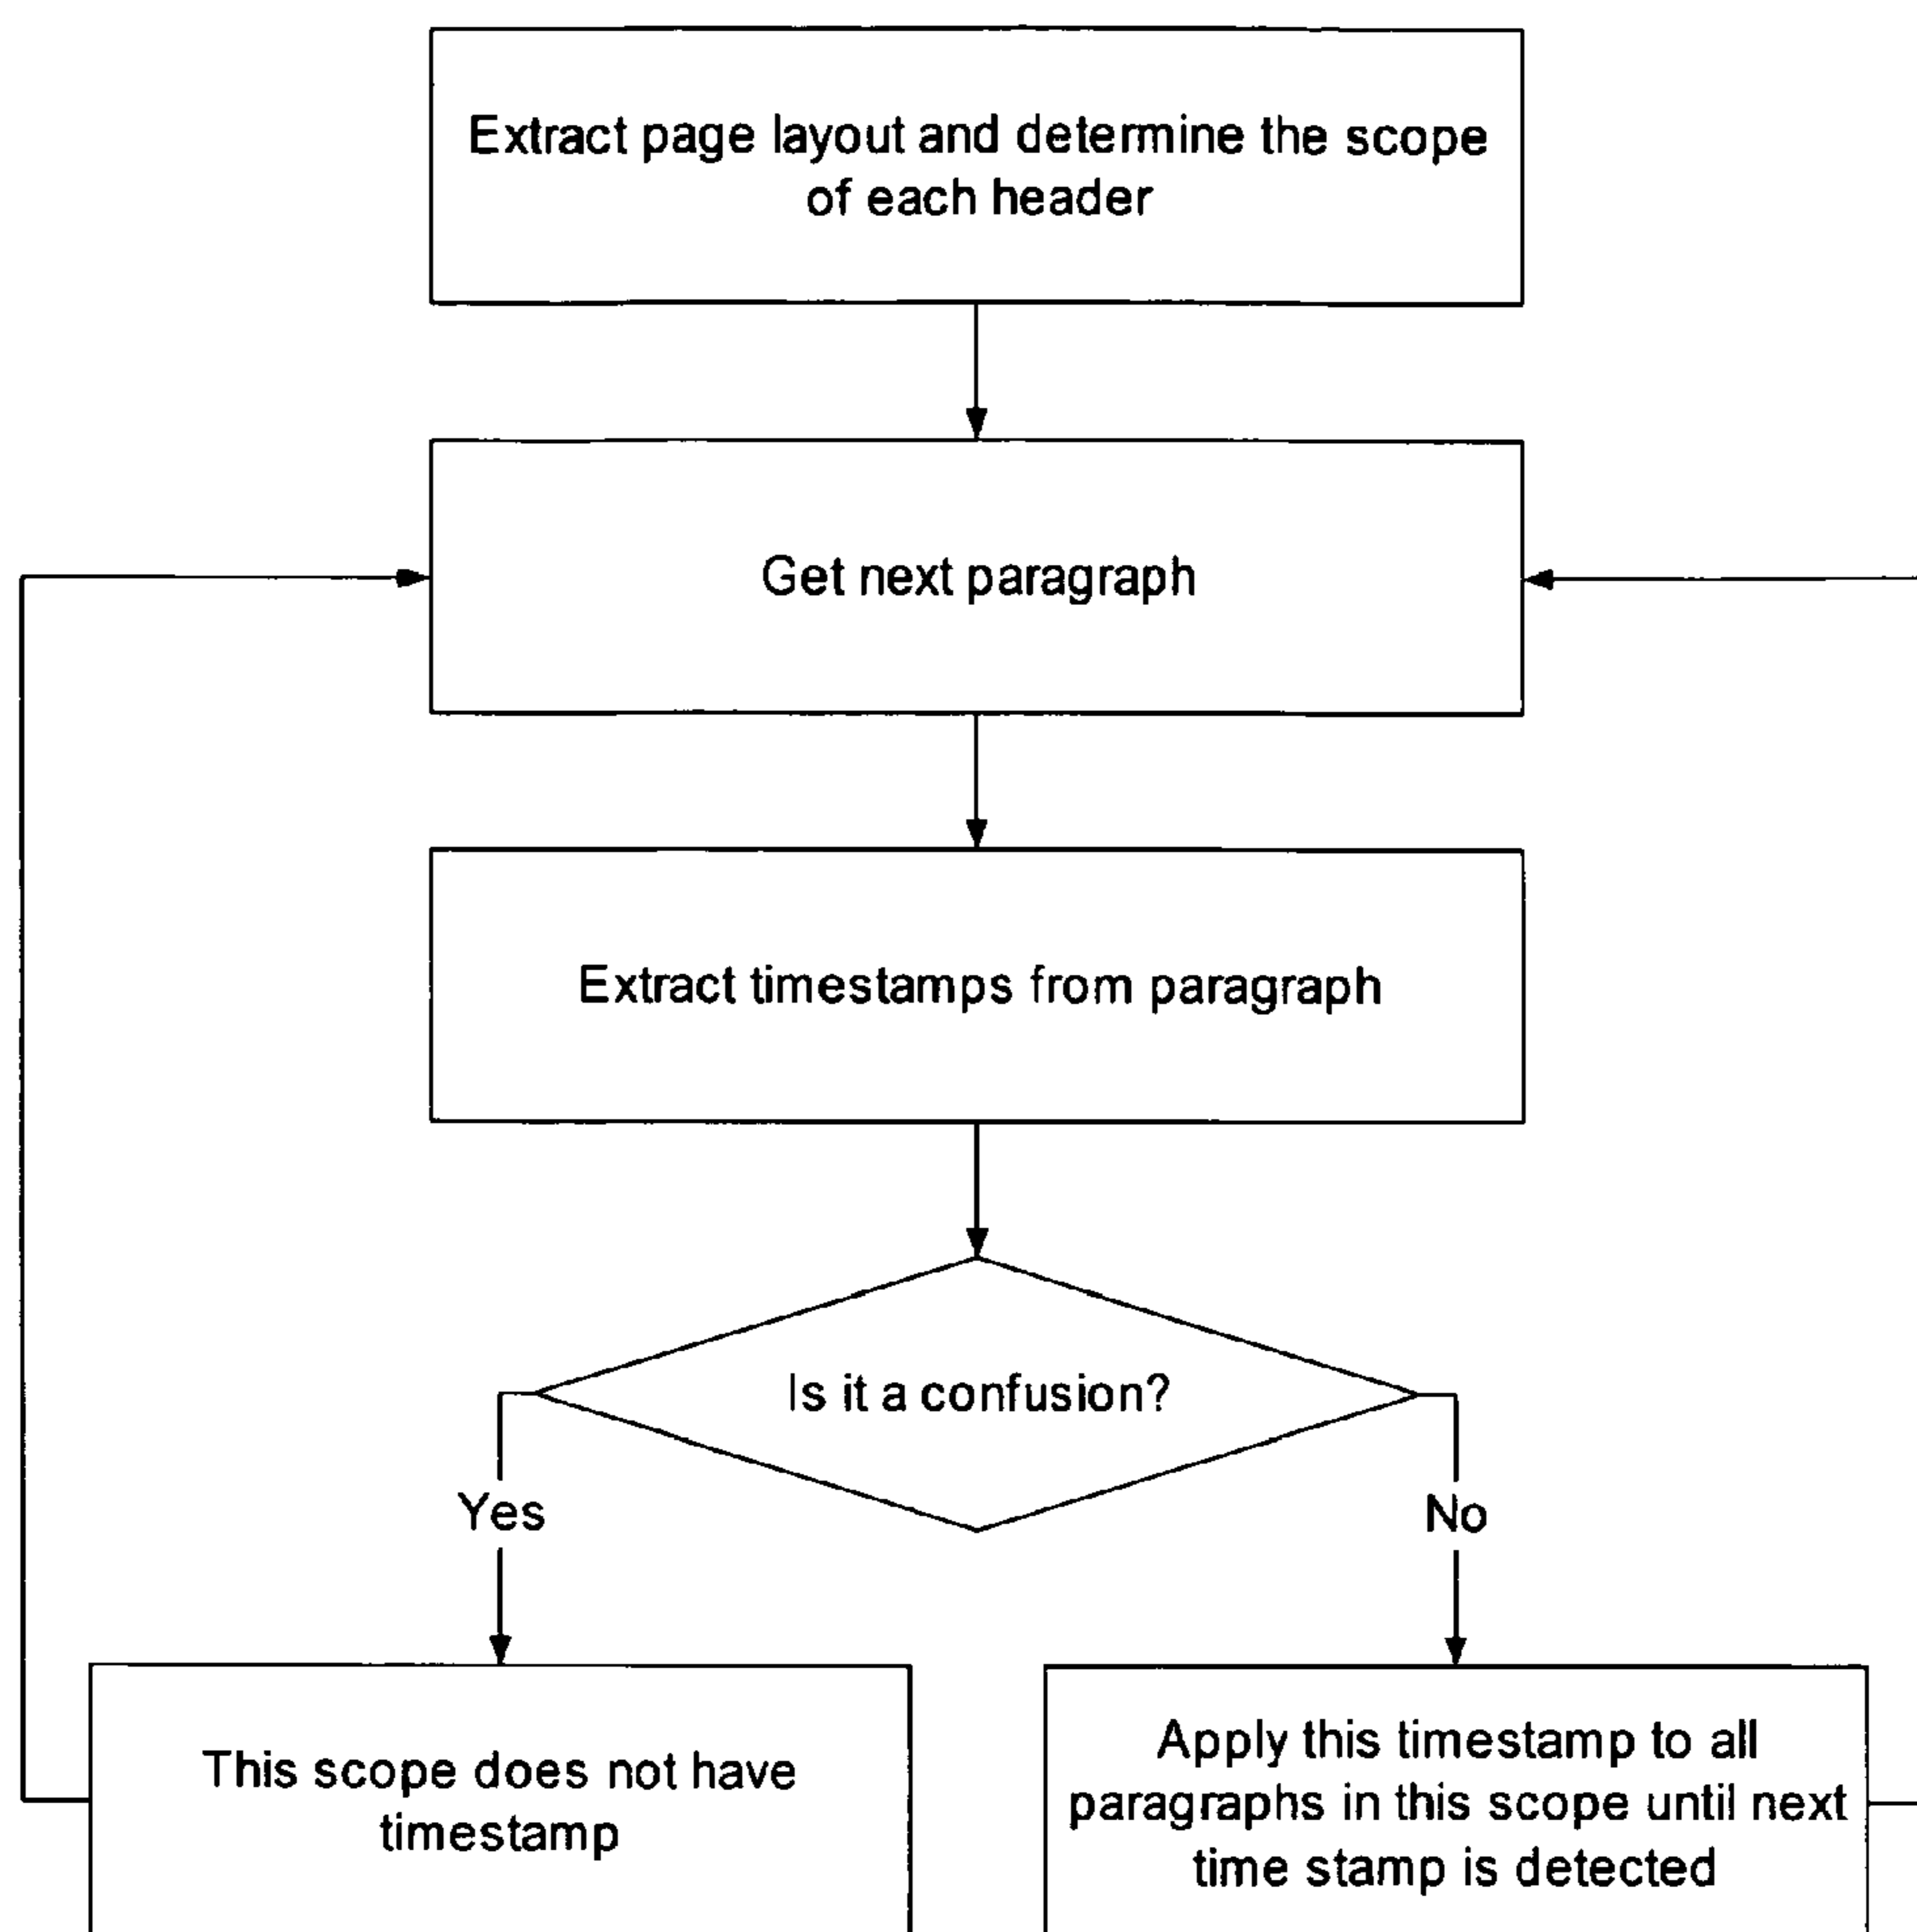 Extract page layout and determine the scope
of each header
Get next paragraph
Extract timestamps from paragraph
Is it a confusion?
Yes
No
This scope does not have
timestamp
Apply this timestamp to all
paragraphs in this scope until next
time stamp is detected